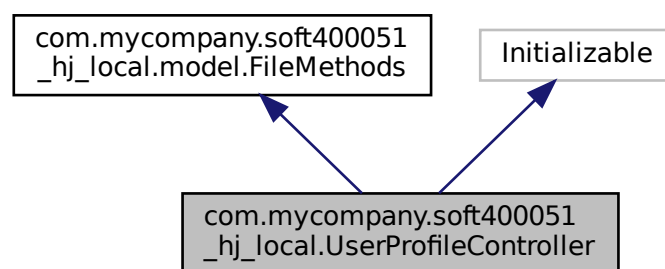 com.mycompany.soft400051
_hj_local.model.FileMethods
Initializable
com.mycompany.soft400051
_hj_local.UserProfileController